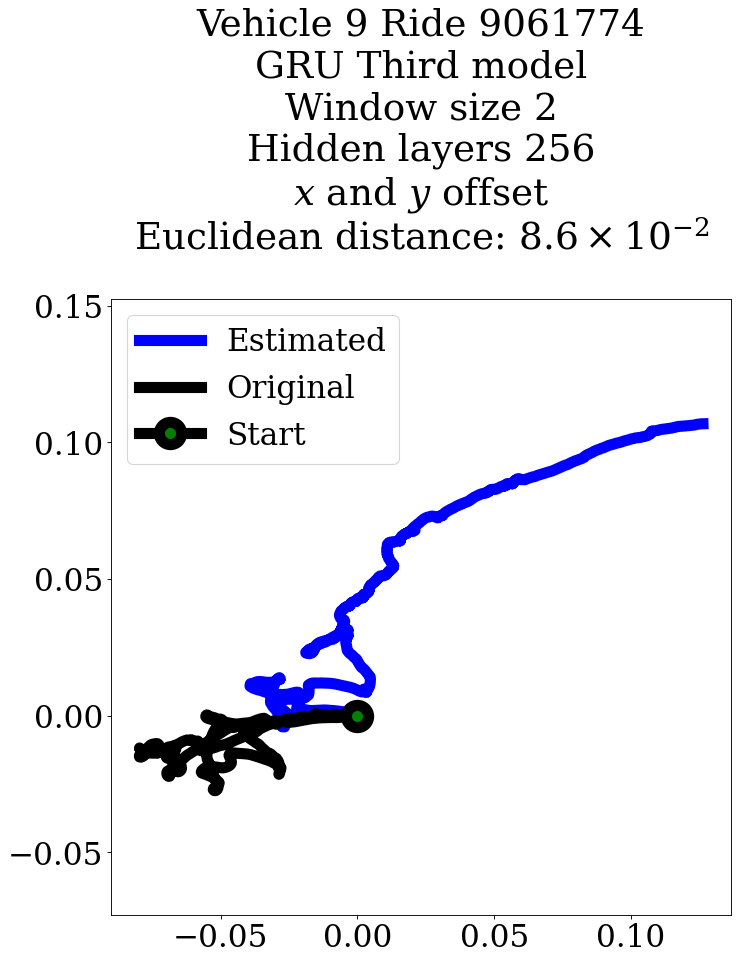 Vehicle 9 Ride 9061774
GRU Third model
Window size 2
Hidden layers 256
x and y offset
Euclidean distance: 8.6 × 10⁻²
0.15
Estimated
Original
Start
0.10
0.05
0.00
−0.05
−0.05 0.00 0.05 0.10